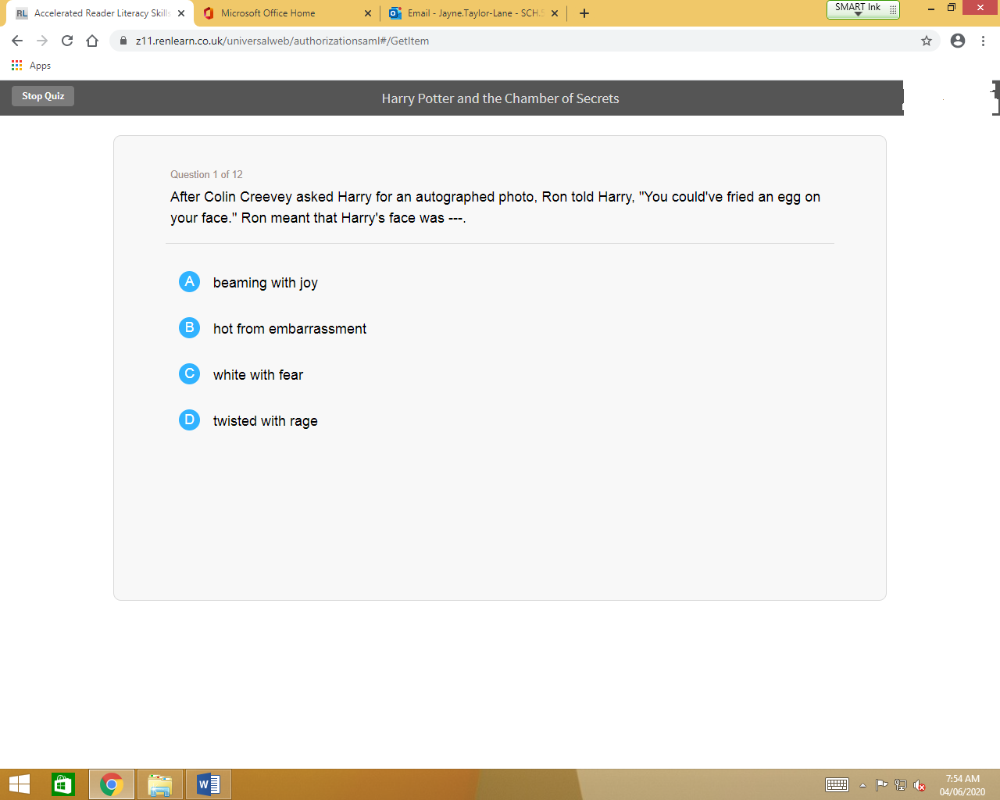 RL Accelerated Reader Literacy Skills
Microsoft Office Home
Email - Jayne.Taylor-Lane - SCH.S
SMART Ink
z11.renlearn.co.uk/universalweb/authorizationsaml#/GetItem
Apps
Stop Quiz
Harry Potter and the Chamber of Secrets
Question 1 of 12
After Colin Creevey asked Harry for an autographed photo, Ron told Harry, "You could've fried an egg on
your face." Ron meant that Harry's face was ---.
A beaming with joy
B hot from embarrassment
C white with fear
D twisted with rage
7:54 AM
04/06/2020